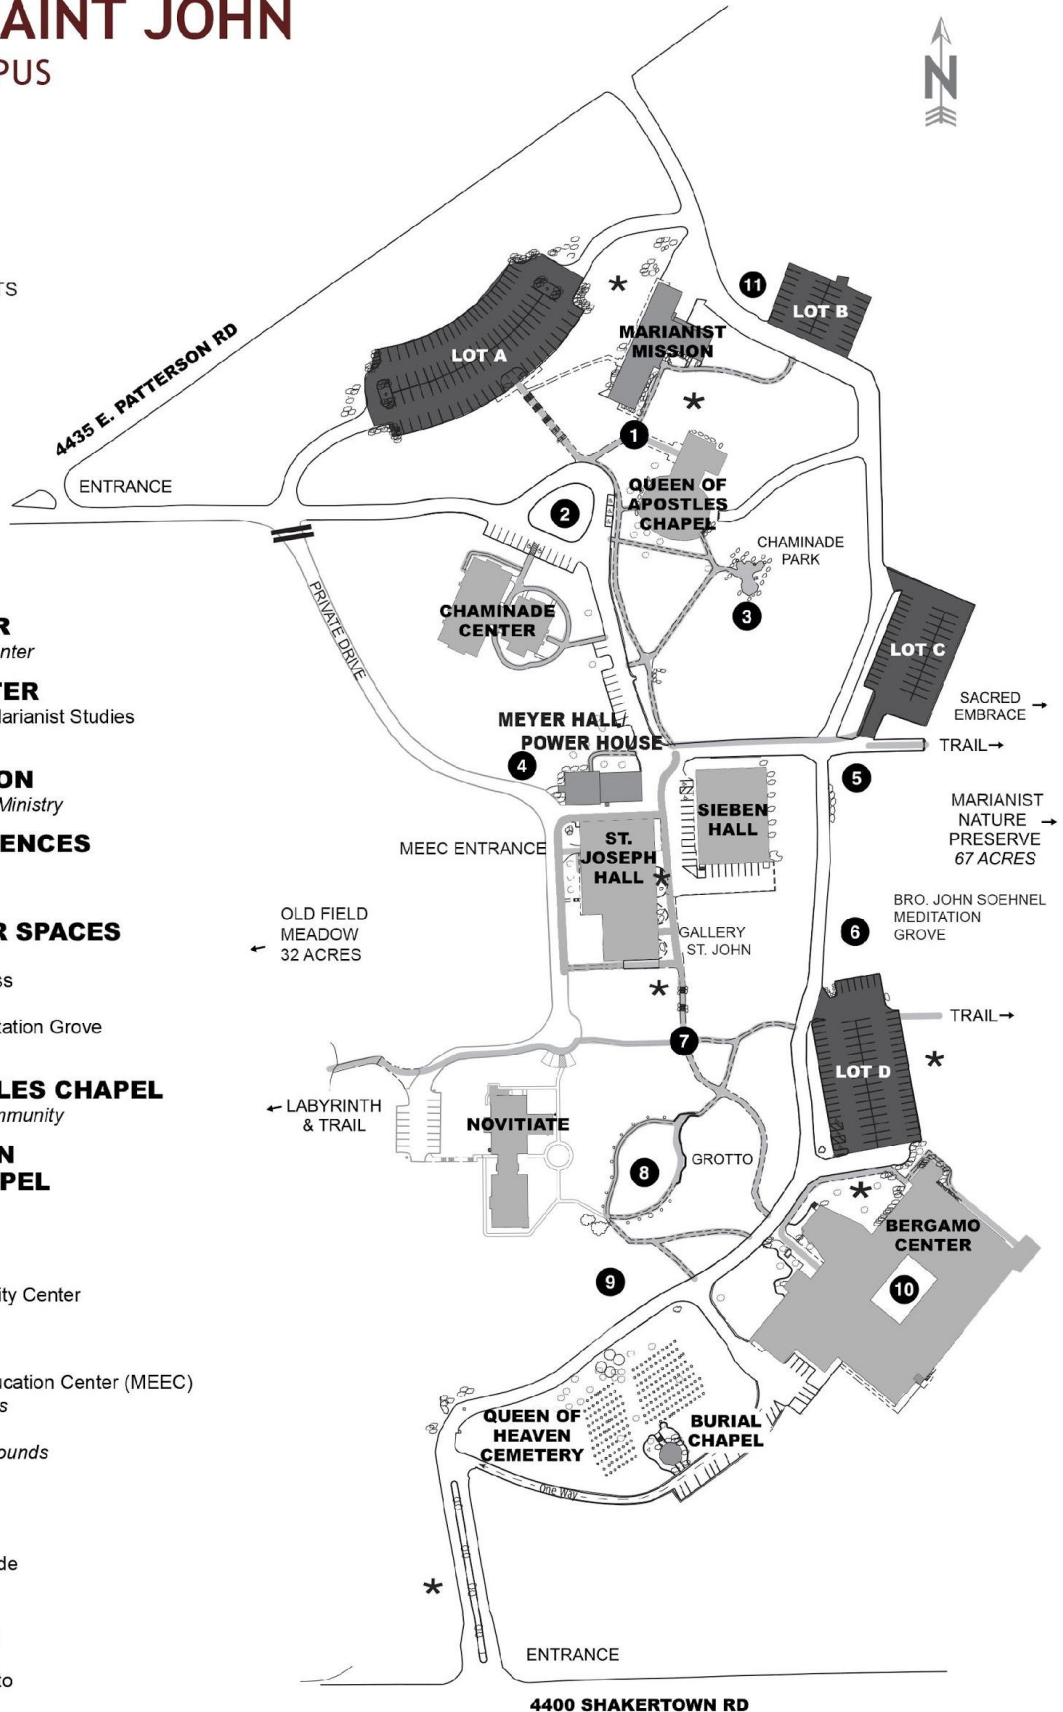 AINT JOHN
PUS
N
TS
11
LOT B
MARIANIST
MISSION
LOT A
4435 E. PATTERSON RD
1
ENTRANCE
QUEEN OF
APOSTLES
CHAPEL
2
CHAMINADE
PARK
PRIVATE DRIVE
CHAMINADE
CENTER
3
R
nter
LOT C
TER
Marianist Studies
SACRED
EMBRACE →
MEYER HALL/
POWER HOUSE
TRAIL→
4
5
ON
Ministry
SIEBEN
HALL
MARIANIST
NATURE →
PRESERVE
67 ACRES
ENCES
MEEC ENTRANCE
ST.
JOSEPH
HALL
R SPACES
OLD FIELD
← MEADOW
32 ACRES
GALLERY
ST. JOHN
6
BRO. JOHN SOEHNEL
MEDITATION
GROVE
ss
tation Grove
TRAIL→
7
LOT D
LES CHAPEL
mmunity
← LABYRINTH
& TRAIL
NOVITIATE
N
PEL
8
GROTTO
BERGAMO
CENTER
9
10
ity Center
ucation Center (MEEC)
s
QUEEN OF
HEAVEN
CEMETERY
BURIAL
CHAPEL
ounds
One Way
de
to
ENTRANCE
4400 SHAKERTOWN RD